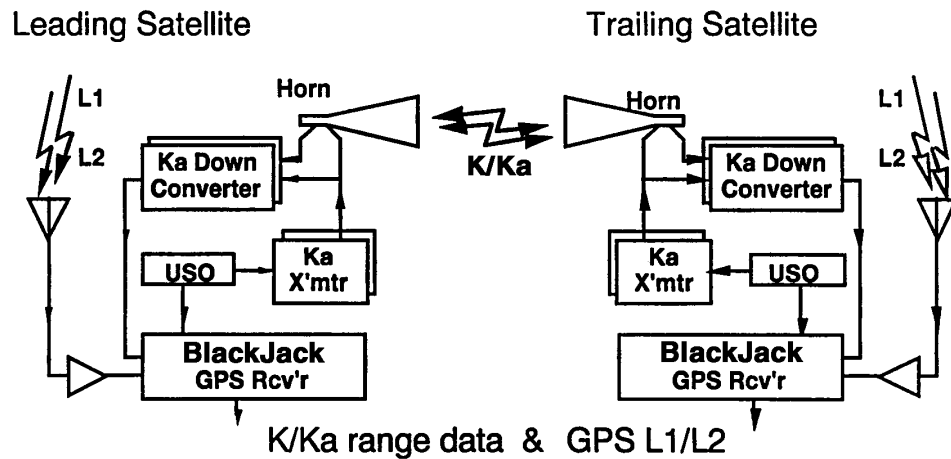 Leading Satellite
Trailing Satellite
L1
L2
Horn
K/Ka
Horn
L1
L2
Ka Down
Converter
Ka Down
Converter
USO
Ka
X'mtr
Ka
X'mtr
USO
BlackJack
GPS Rcv'r
BlackJack
GPS Rcv'r
K/Ka range data & GPS L1/L2